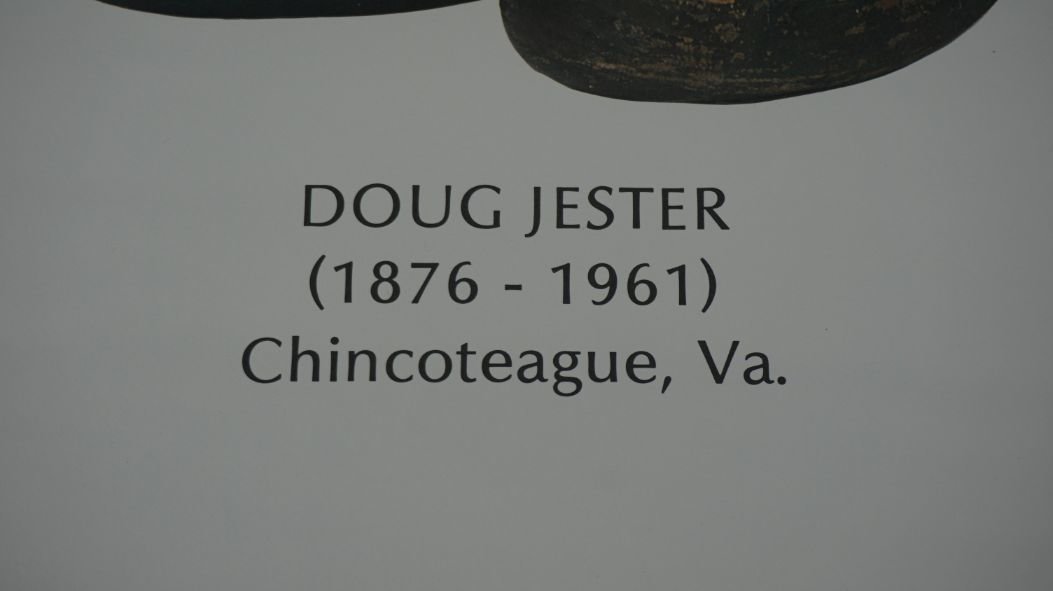 DOUG JESTER
(1876 - 1961)
Chincoteague, Va.